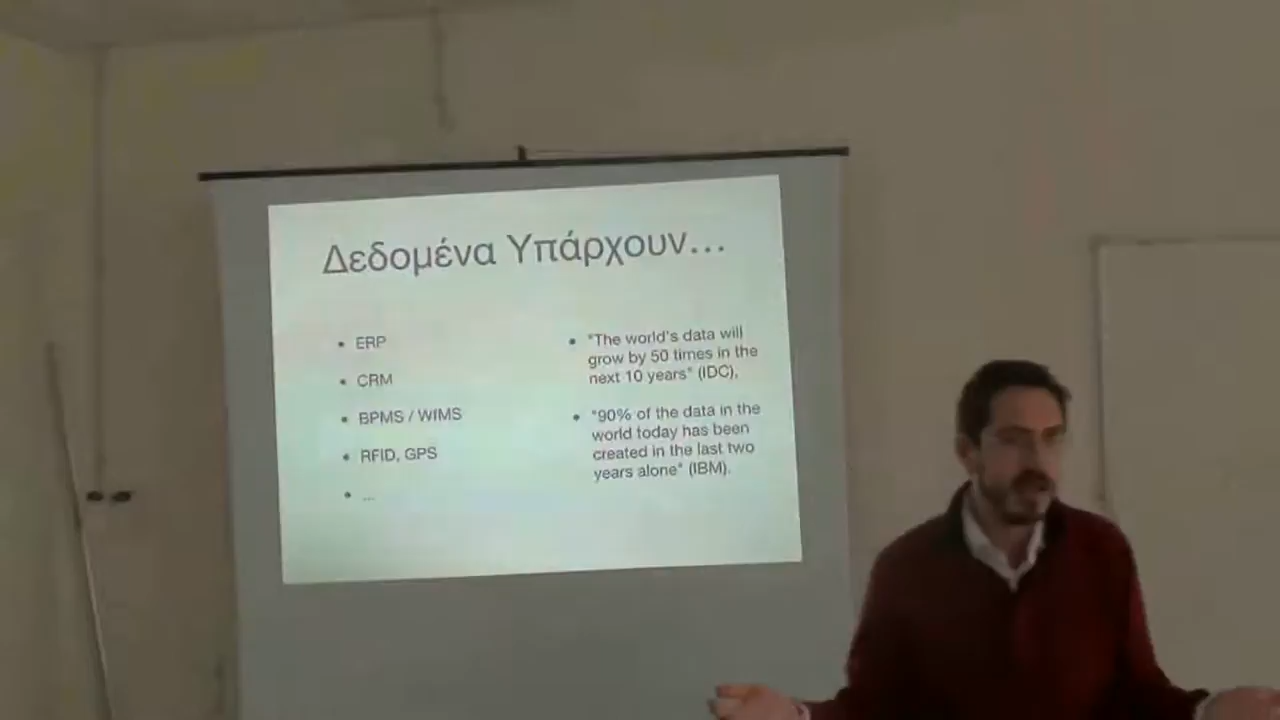 Δεδομένα Υπάρχουν...
• ERP
• CRM
• BPMS / WIMS
• RFID, GPS
• ...
• "The world's data will
grow by 50 times in the
next 10 years" (IDC),
• "90% of the data in the
world today has been
created in the last two
years alone" (IBM).